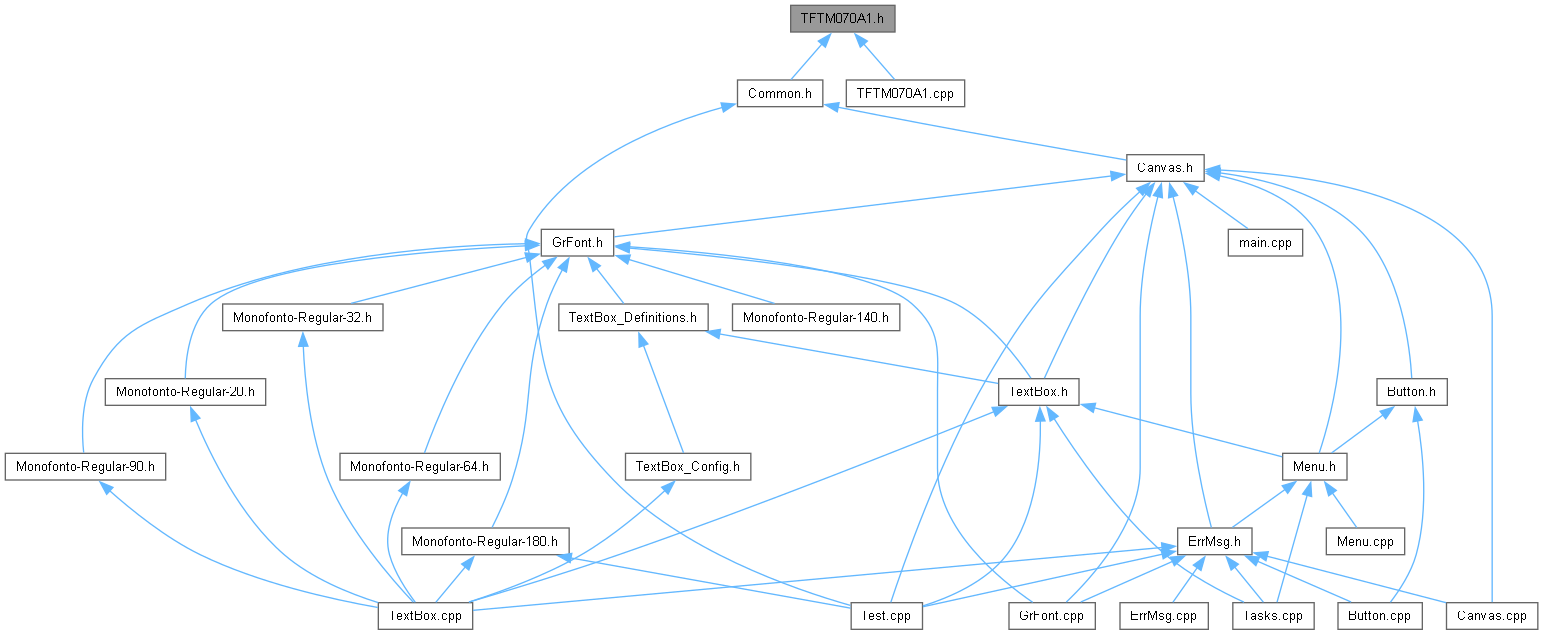 TFTM070A1.h
Common.h
TFTM070A1.cpp
Canvas.h
GrFont.h
main.cpp
Monofonto-Regular-32.h
TextBox_Definitions.h
Monofonto-Regular-140.h
Monofonto-Regular-20.h
TextBox.h
Button.h
Monofonto-Regular-90.h
Monofonto-Regular-64.h
TextBox_Config.h
Menu.h
Monofonto-Regular-180.h
ErrMsg.h
Menu.cpp
TextBox.cpp
Test.cpp
GrFont.cpp
ErrMsg.cpp
Tasks.cpp
Button.cpp
Canvas.cpp